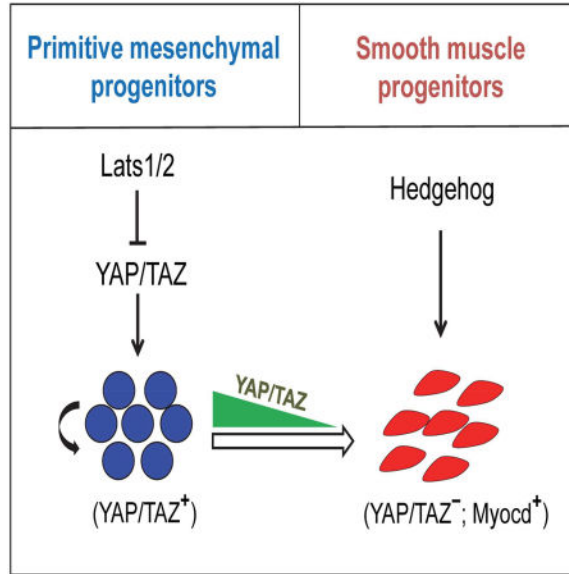 Primitive mesenchymal
progenitors
Smooth muscle
progenitors
Lats1/2
YAP/TAZ
Hedgehog
YAP/TAZ
(YAP/TAZ⁺)
(YAP/TAZ⁻; Myocd⁺)